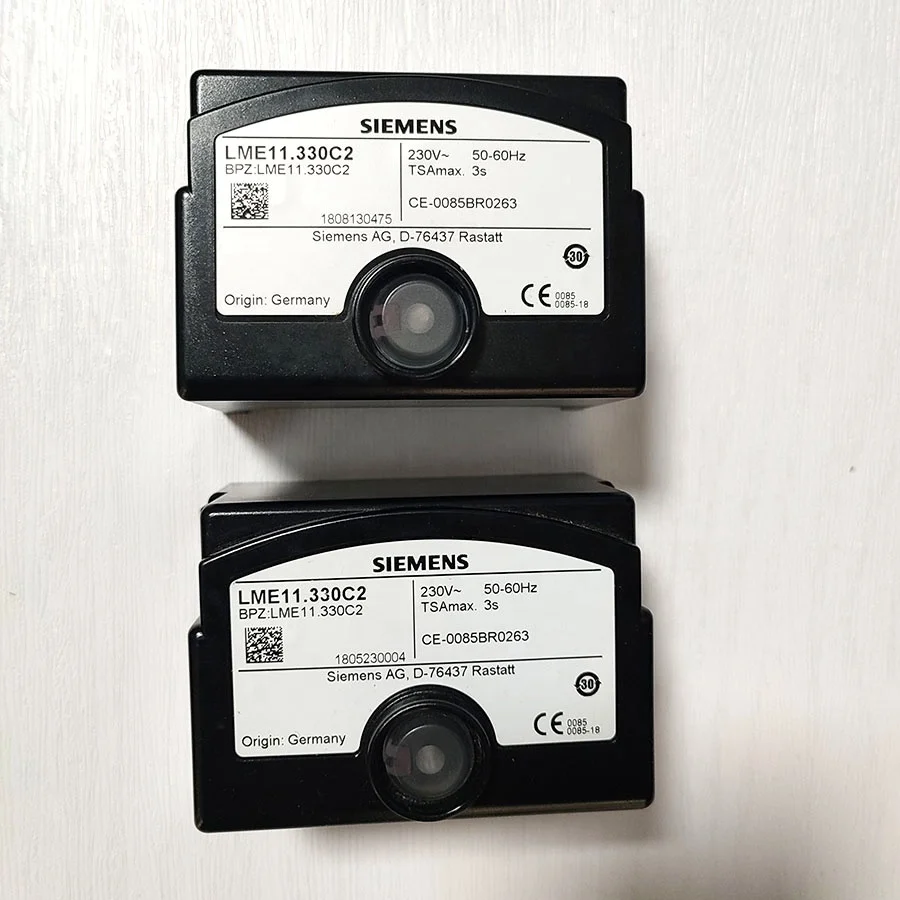 SIEMENS
LME11.330C2
BPZ:LME11.330C2
230V~ 50-60Hz
TSAmax. 3s
CE-0085BR0263
1808130475
Siemens AG, D-76437 Rastatt
30
Origin: Germany
CE 0085
0085-18
SIEMENS
LME11.330C2
BPZ:LME11.330C2
230V~ 50-60Hz
TSAmax. 3s
CE-0085BR0263
1805230004
Siemens AG, D-76437 Rastatt
30
Origin: Germany
CE 0085
0085-18